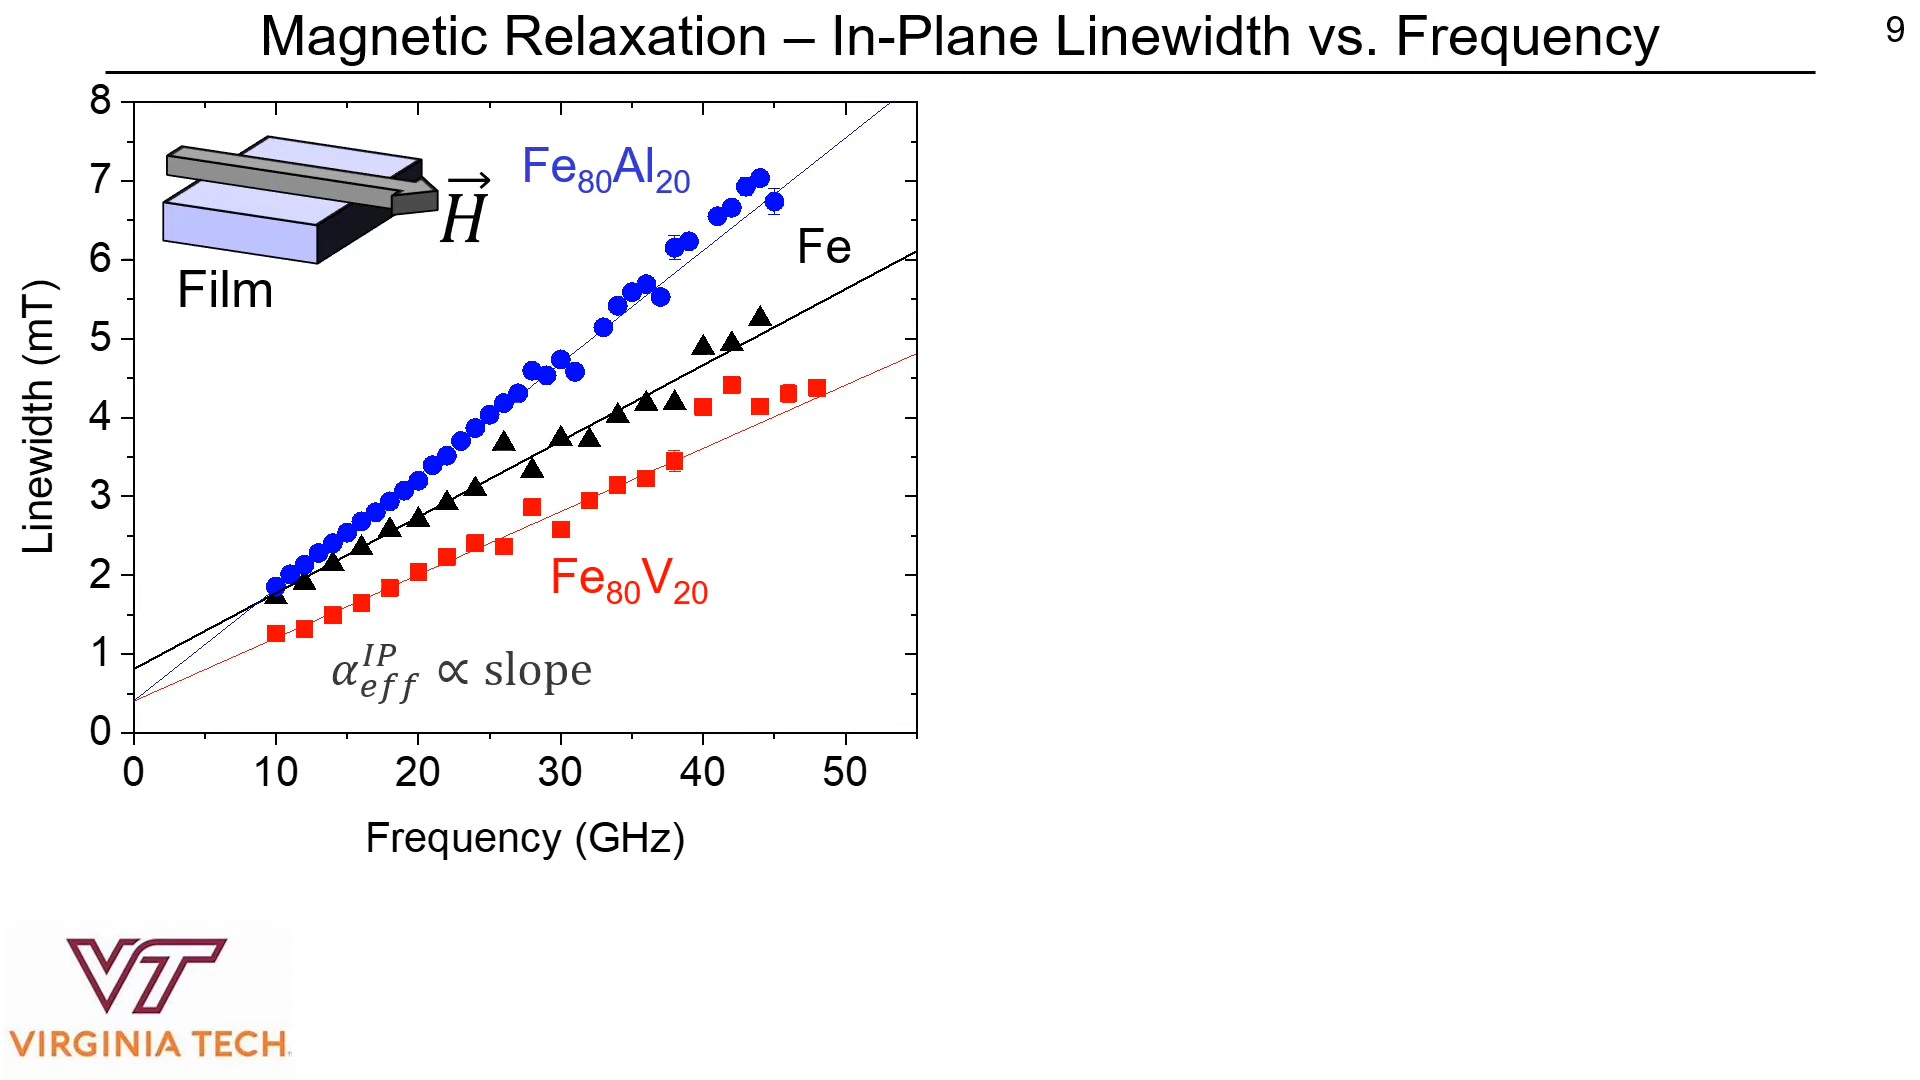 Magnetic Relaxation – In-Plane Linewidth vs. Frequency
9
8
7
6
5
4
3
2
1
0
Linewidth (mT)
Fe₈₀Al₂₀
H⃗
Film
Fe
Fe₈₀V₂₀
α_eff^IP ∝ slope
0 10 20 30 40 50
Frequency (GHz)
VT
VIRGINIA TECH